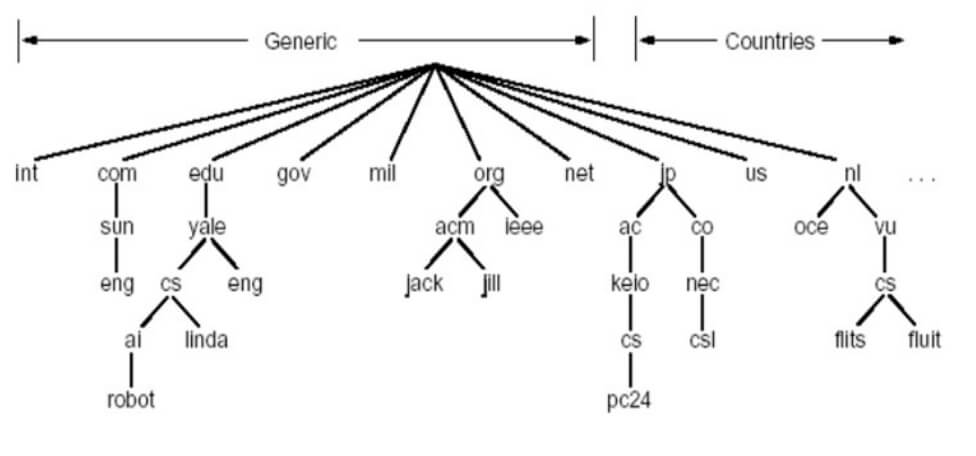 Generic Countries
int com edu gov mil org net jp us nl ...
sun yale acm ieee ac co oce vu
eng cs eng jack jill keio nec cs
ai linda cs csl flits fluit
robot pc24